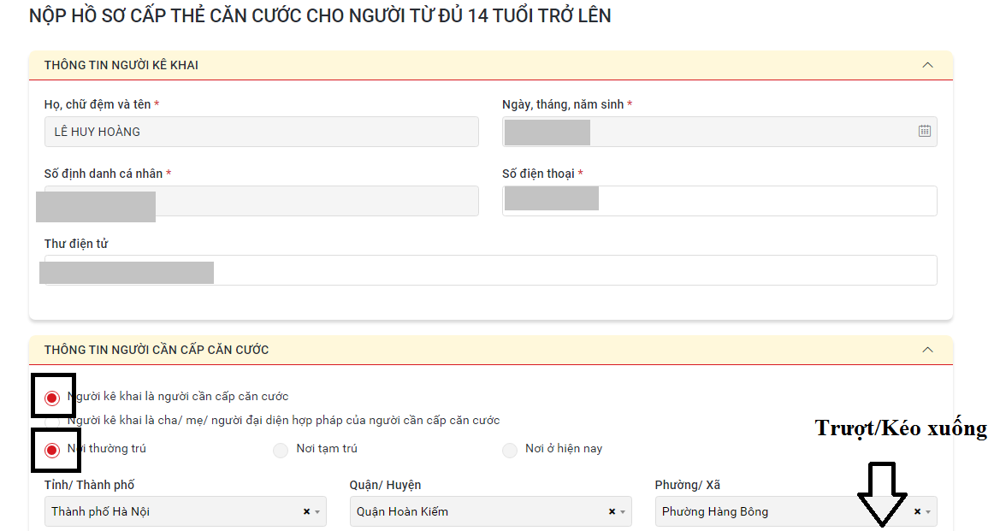 NỘP HỒ SƠ CẤP THẺ CĂN CƯỚC CHO NGƯỜI TỪ ĐỦ 14 TUỔI TRỞ LÊN
THÔNG TIN NGƯỜI KÊ KHAI
Họ, chữ đệm và tên * Ngày, tháng, năm sinh *
LÊ HUY HOÀNG
Số định danh cá nhân * Số điện thoại *
Thư điện tử
THÔNG TIN NGƯỜI CẦN CẤP CĂN CƯỚC
Người kê khai là người cần cấp căn cước
Người kê khai là cha/ mẹ/ người đại diện hợp pháp của người cần cấp căn cước
Trượt/Kéo xuống
Nơi thường trú Nơi tạm trú Nơi ở hiện nay
Tỉnh/ Thành phố Quận/ Huyện Phường/ Xã
Thành phố Hà Nội × Quận Hoàn Kiếm × Phường Hàng Bông ×